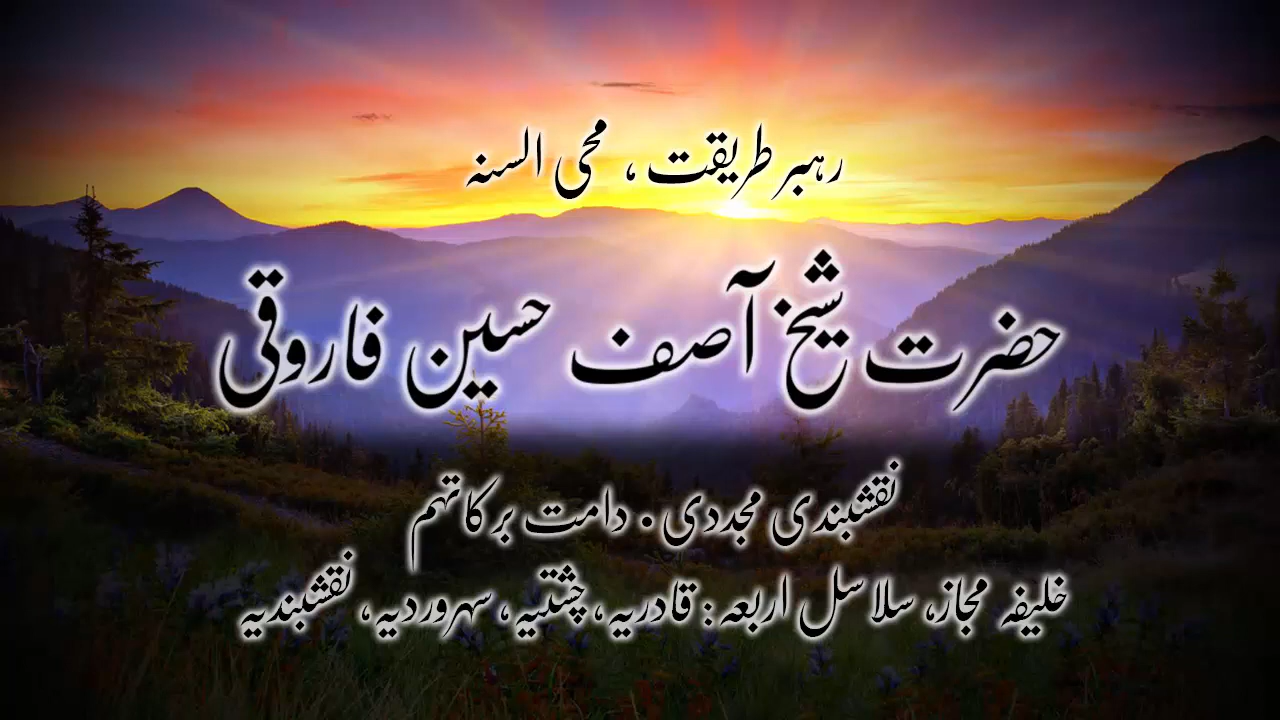 رہبر طریقت، محی السنہ
حضرت شیخ آصف حسین فاروقی
نقشبندی مجددی • دامت برکاتہم
خلیفہ مجاز، سلاسل اربعہ: قادریہ، چشتیہ، سہروردیہ، نقشبندیہ